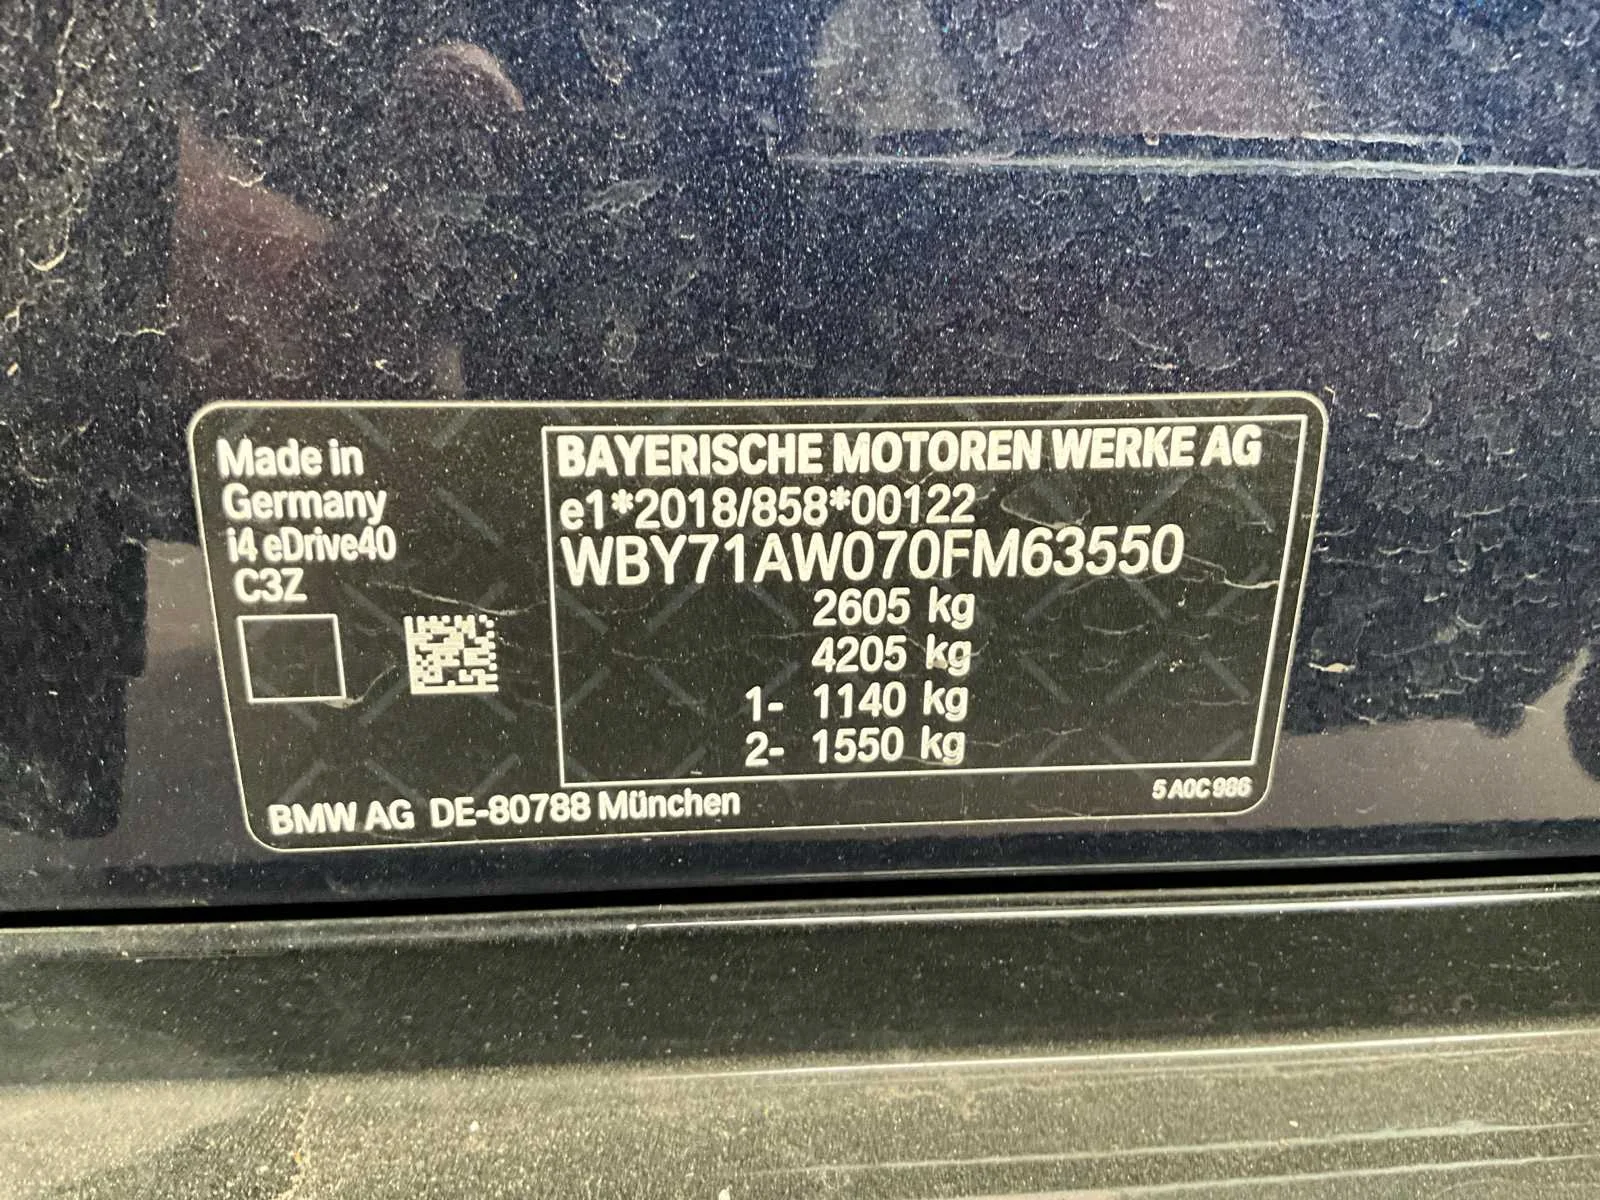 Made in
Germany
i4 eDrive40
C3Z
BAYERISCHE MOTOREN WERKE AG
e1*2018/858*00122
WBY71AW070FM63550
2605 kg
4205 kg
1- 1140 kg
2- 1550 kg
BMW AG DE-80788 München
5 A0C 986